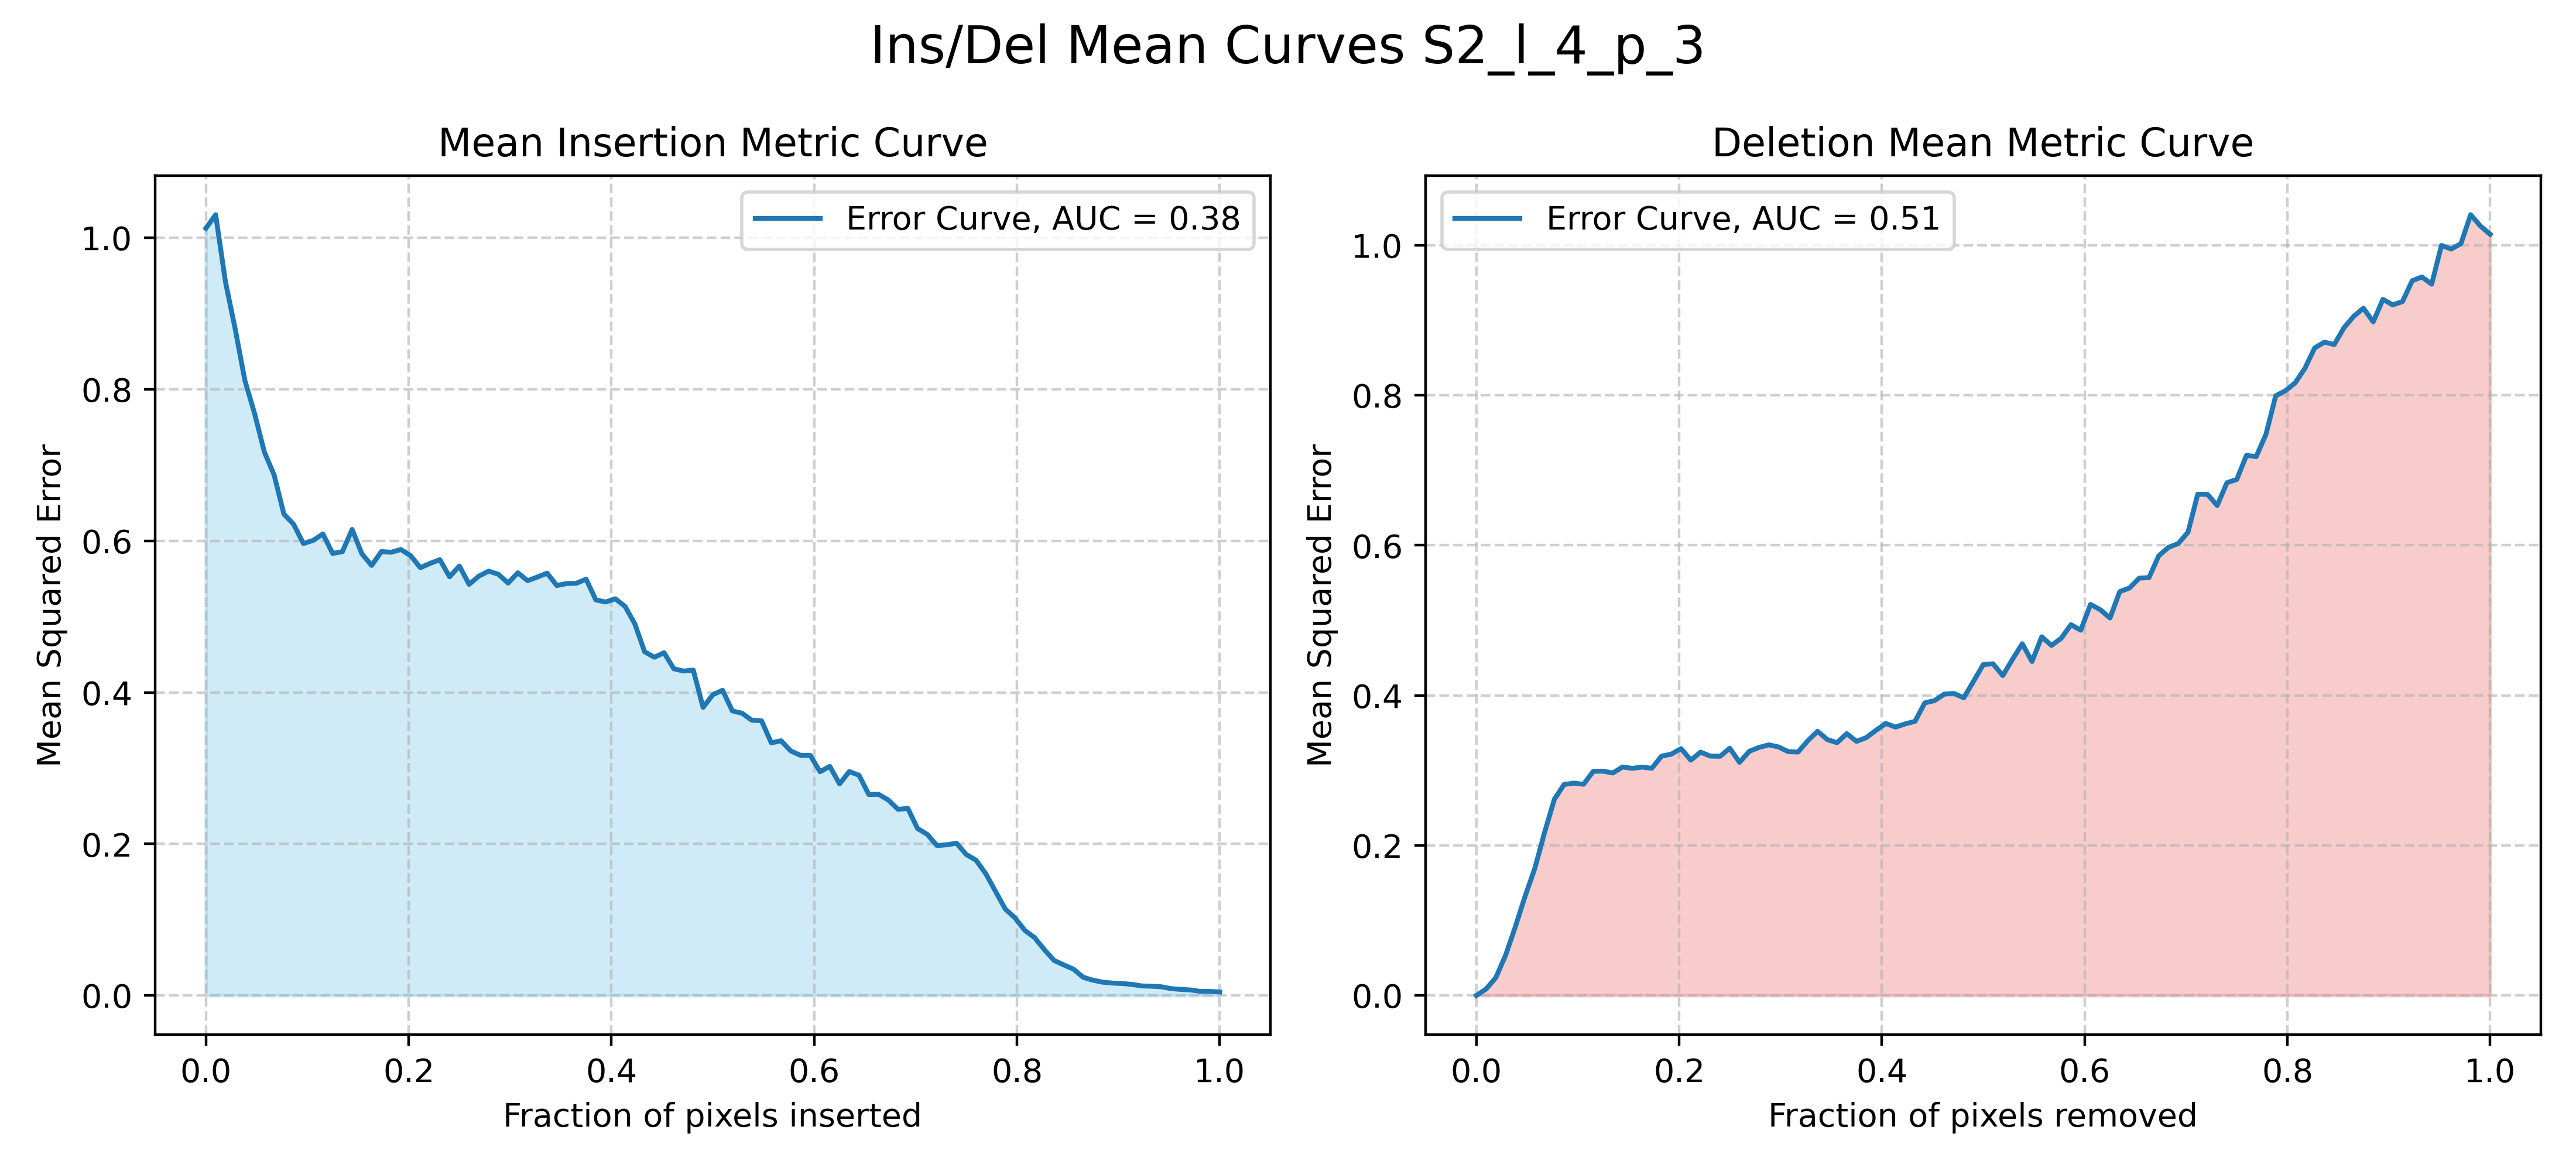 Ins/Del Mean Curves S2_l_4_p_3
Mean Insertion Metric Curve
Error Curve, AUC = 0.38
Mean Squared Error
1.0
0.8
0.6
0.4
0.2
0.0
0.0 0.2 0.4 0.6 0.8 1.0
Fraction of pixels inserted
Deletion Mean Metric Curve
Error Curve, AUC = 0.51
Mean Squared Error
1.0
0.8
0.6
0.4
0.2
0.0
0.0 0.2 0.4 0.6 0.8 1.0
Fraction of pixels removed